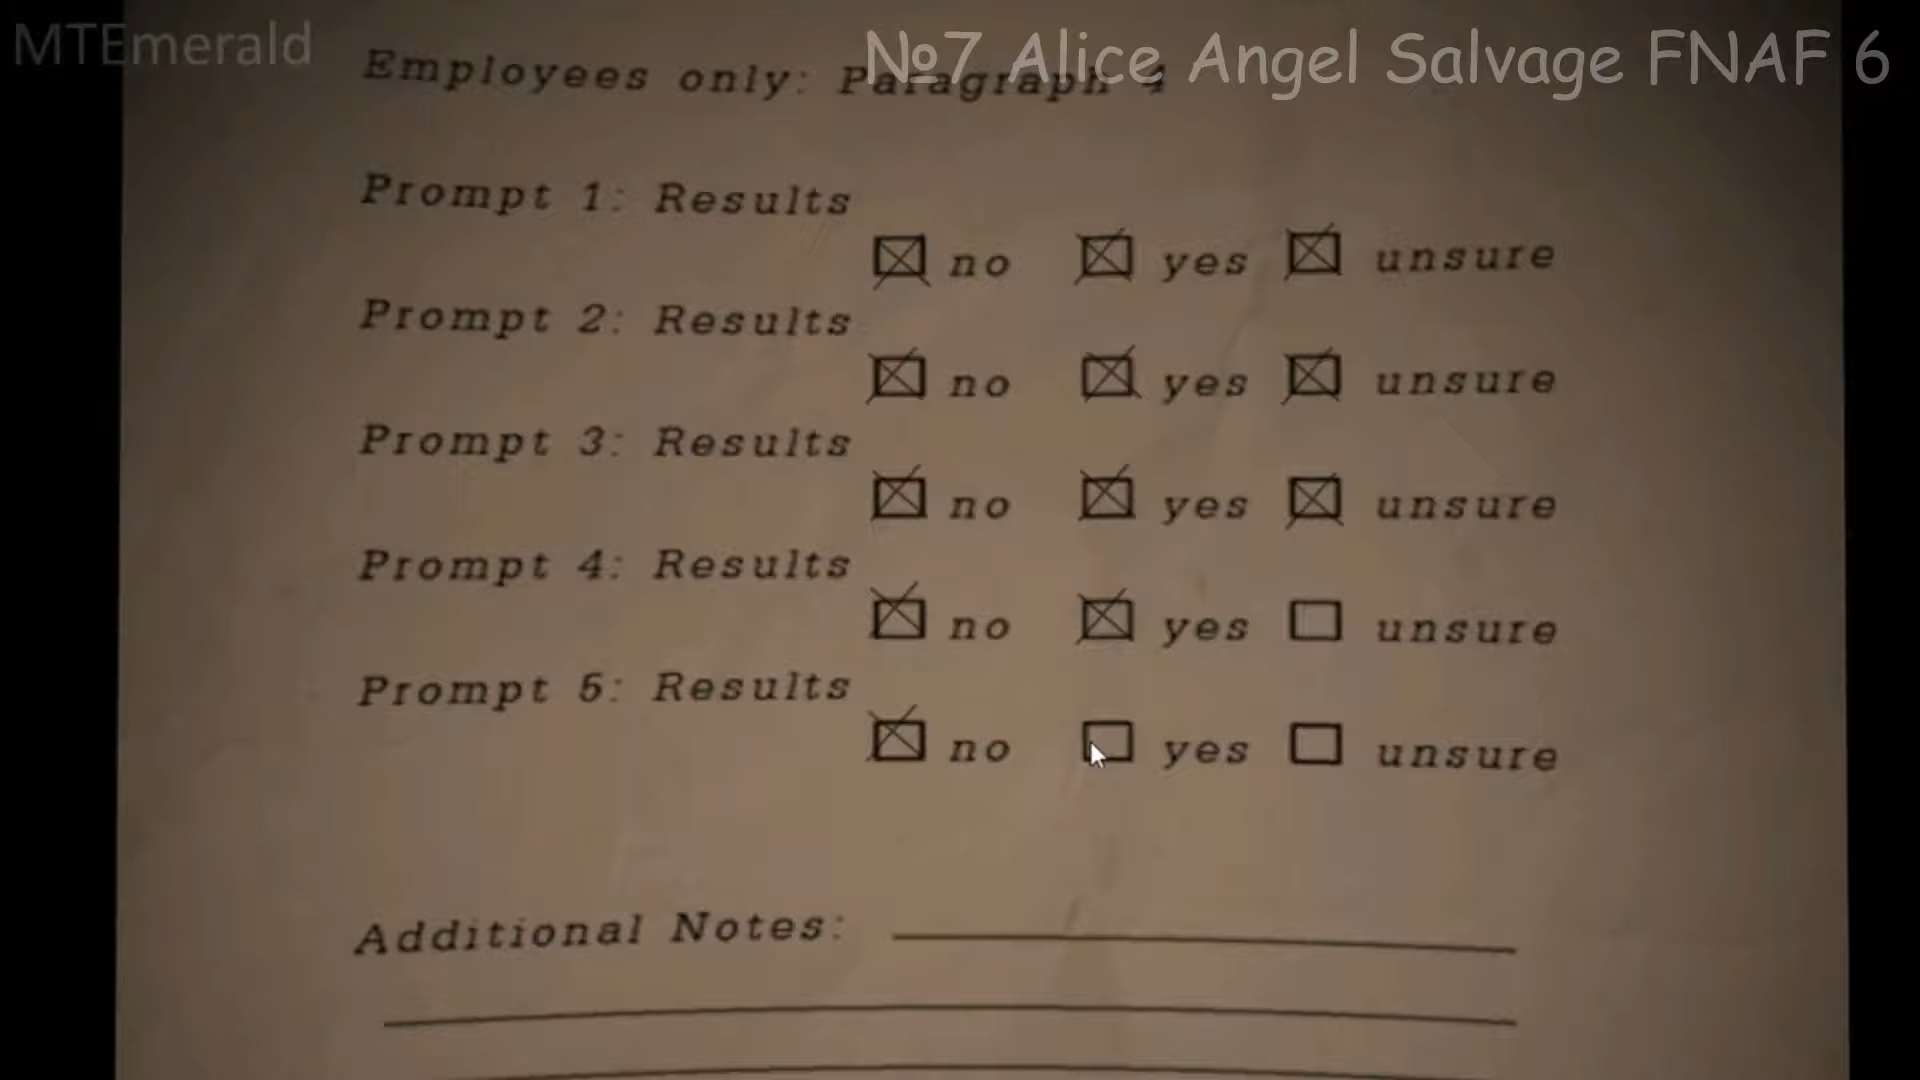 MTEmerald
№7 Alice Angel Salvage FNAF 6
Employees only: Paragraph 4
Prompt 1: Results
no yes unsure
Prompt 2: Results
no yes unsure
Prompt 3: Results
no yes unsure
Prompt 4: Results
no yes unsure
Prompt 5: Results
no yes unsure
Additional Notes: